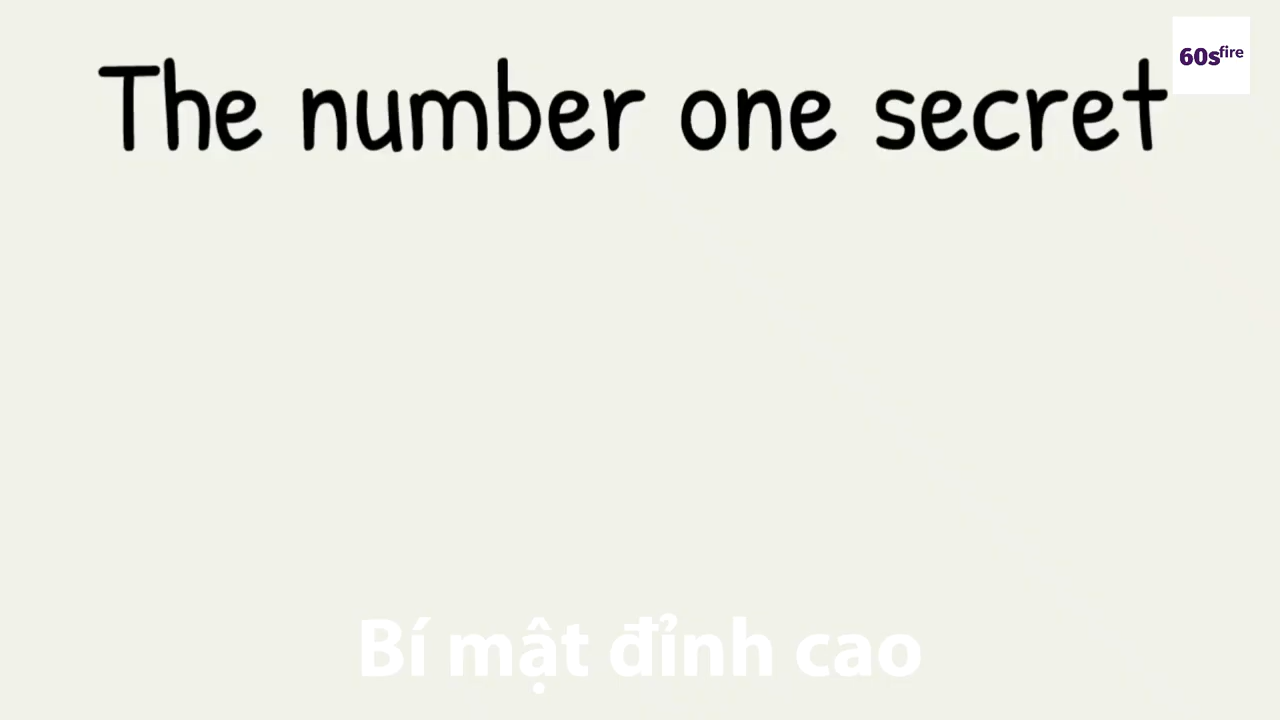 The number one secret
60sfire
Bí mật đỉnh cao